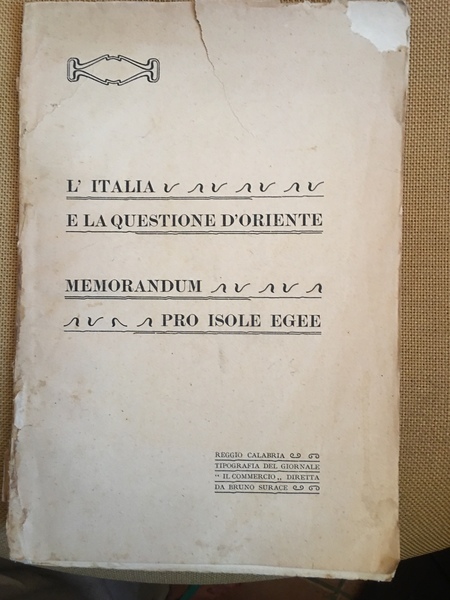 L' ITALIA
E LA QUESTIONE D'ORIENTE
MEMORANDUM
PRO ISOLE EGEE
REGGIO CALABRIA
TIPOGRAFIA DEL GIORNALE
“ IL COMMERCIO „ DIRETTA
DA BRUNO SURACE